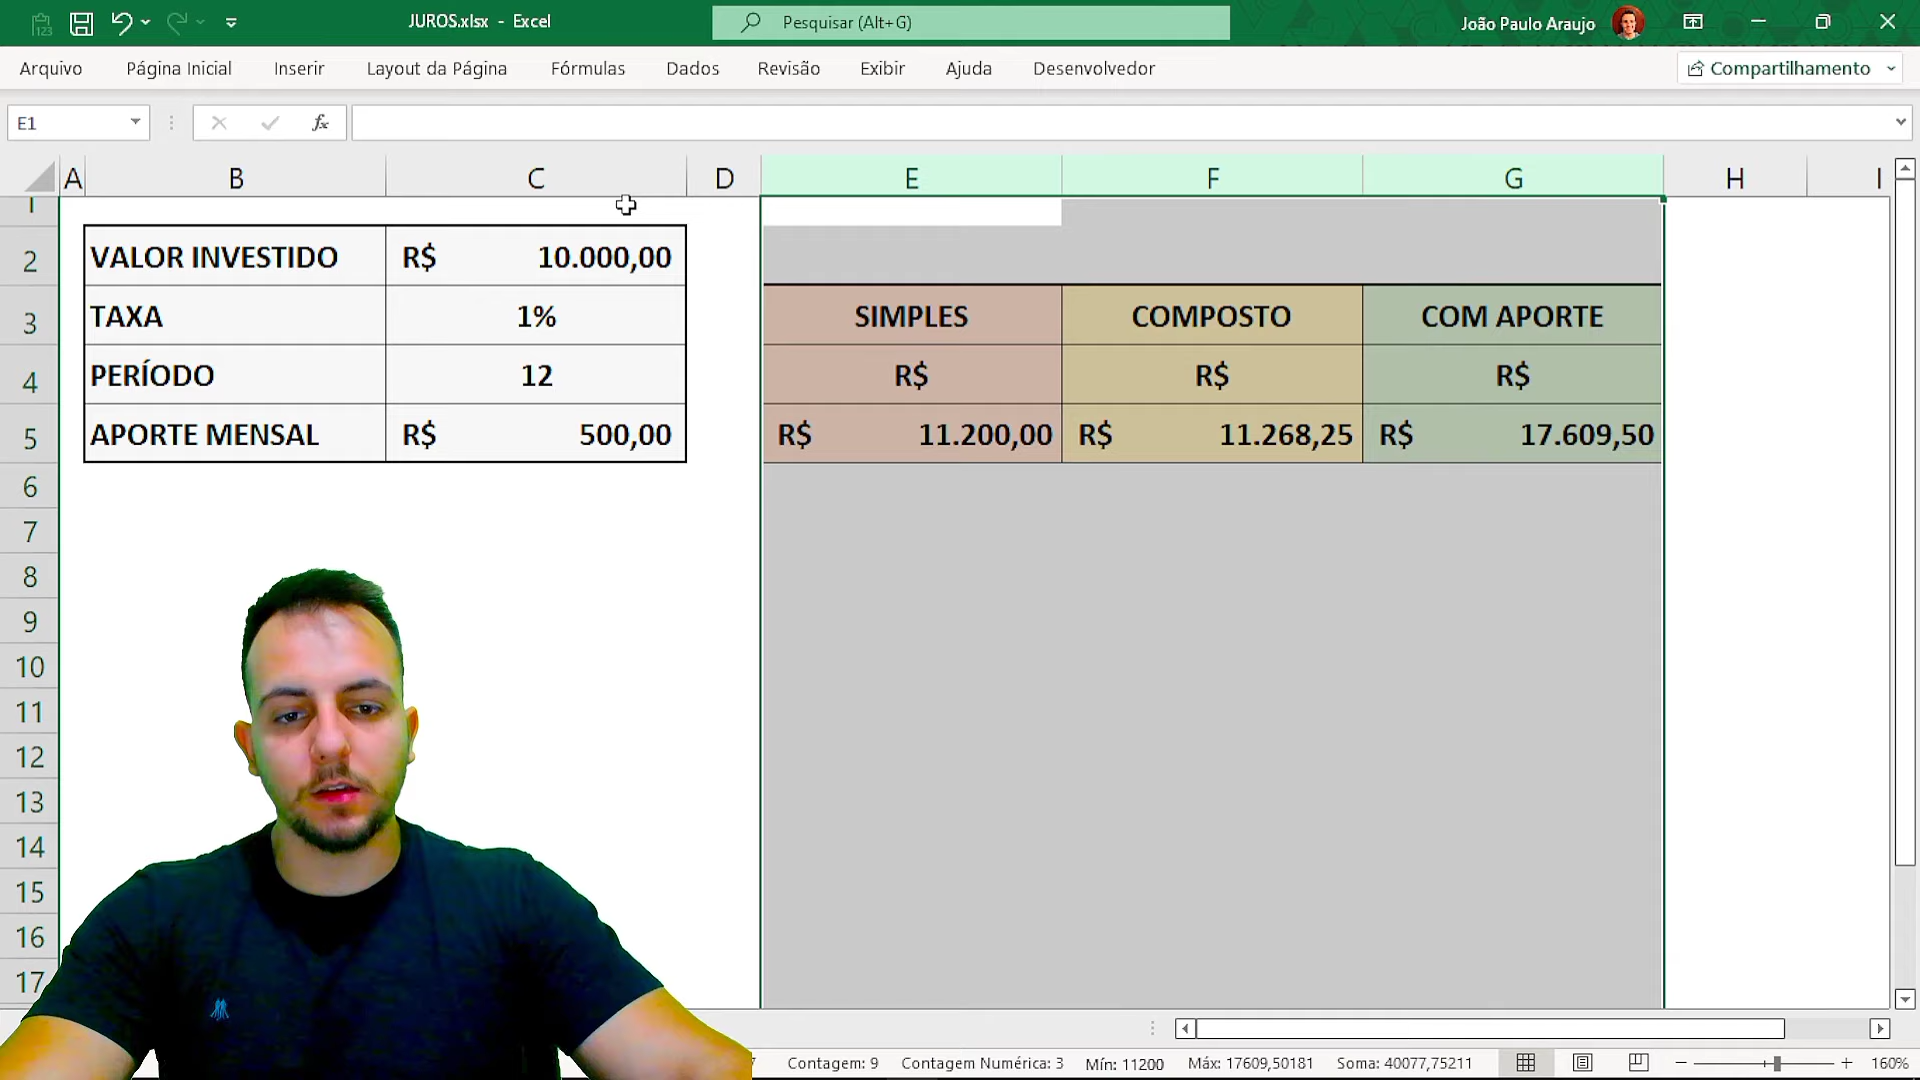 JUROS.xlsx - Excel
Pesquisar (Alt+G)
João Paulo Araujo
Arquivo Página Inicial Inserir Layout da Página Fórmulas Dados Revisão Exibir Ajuda Desenvolvedor Compartilhamento
E1 fx
A B C D E F G H I
1
2 VALOR INVESTIDO R$ 10.000,00
3 TAXA 1% SIMPLES COMPOSTO COM APORTE
4 PERÍODO 12 R$ R$ R$
5 APORTE MENSAL R$ 500,00 R$ 11.200,00 R$ 11.268,25 R$ 17.609,50
6
7
8
9
10
11
12
13
14
15
16
17
Contagem: 9 Contagem Numérica: 3 Mín: 11200 Máx: 17609,50181 Soma: 40077,75211 160%